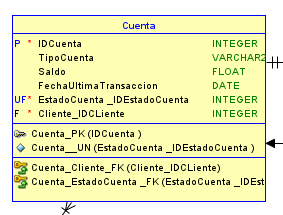 Cuenta
P * IDCuenta INTEGER
TipoCuenta VARCHAR2
Saldo FLOAT
FechaUltimaTransaccion DATE
UF* EstadoCuenta _IDEstadoCuenta INTEGER
F * Cliente_IDCLiente INTEGER
Cuenta_PK (IDCuenta )
Cuenta__UN (EstadoCuenta _IDEstadoCuenta )
Cuenta_Cliente_FK (Cliente_IDCLiente)
Cuenta_EstadoCuenta _FK (EstadoCuenta _IDEst